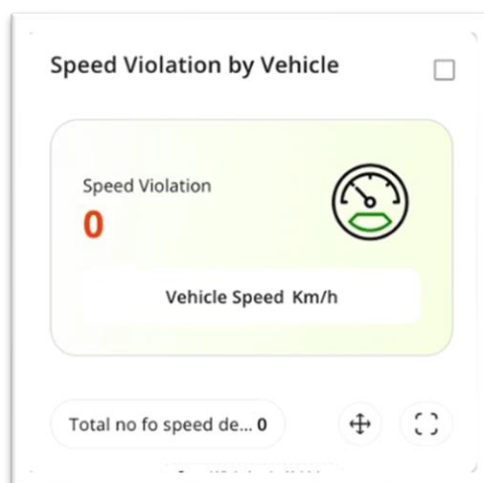 Speed Violation by Vehicle
Speed Violation
0
Vehicle Speed Km/h
Total no fo speed de... 0